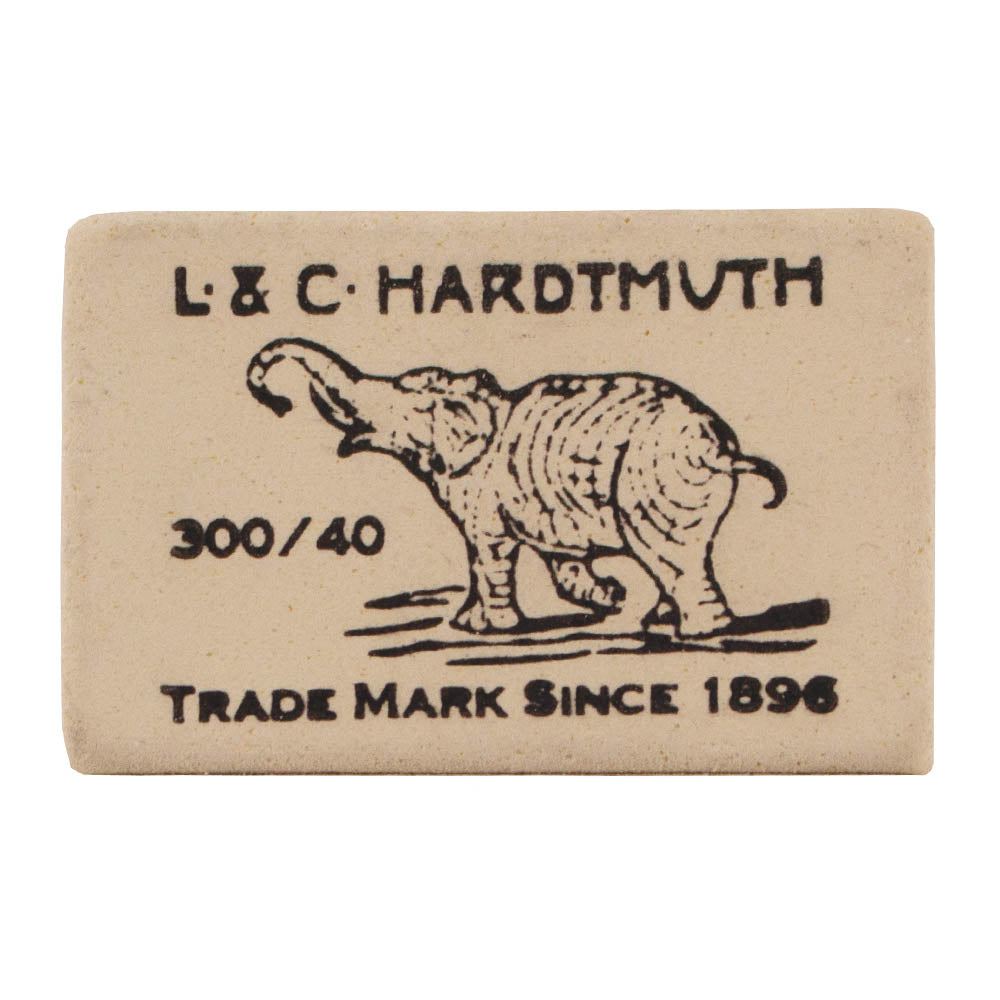 L. & C. HARDTMUTH
300/40
TRADE MARK SINCE 1896